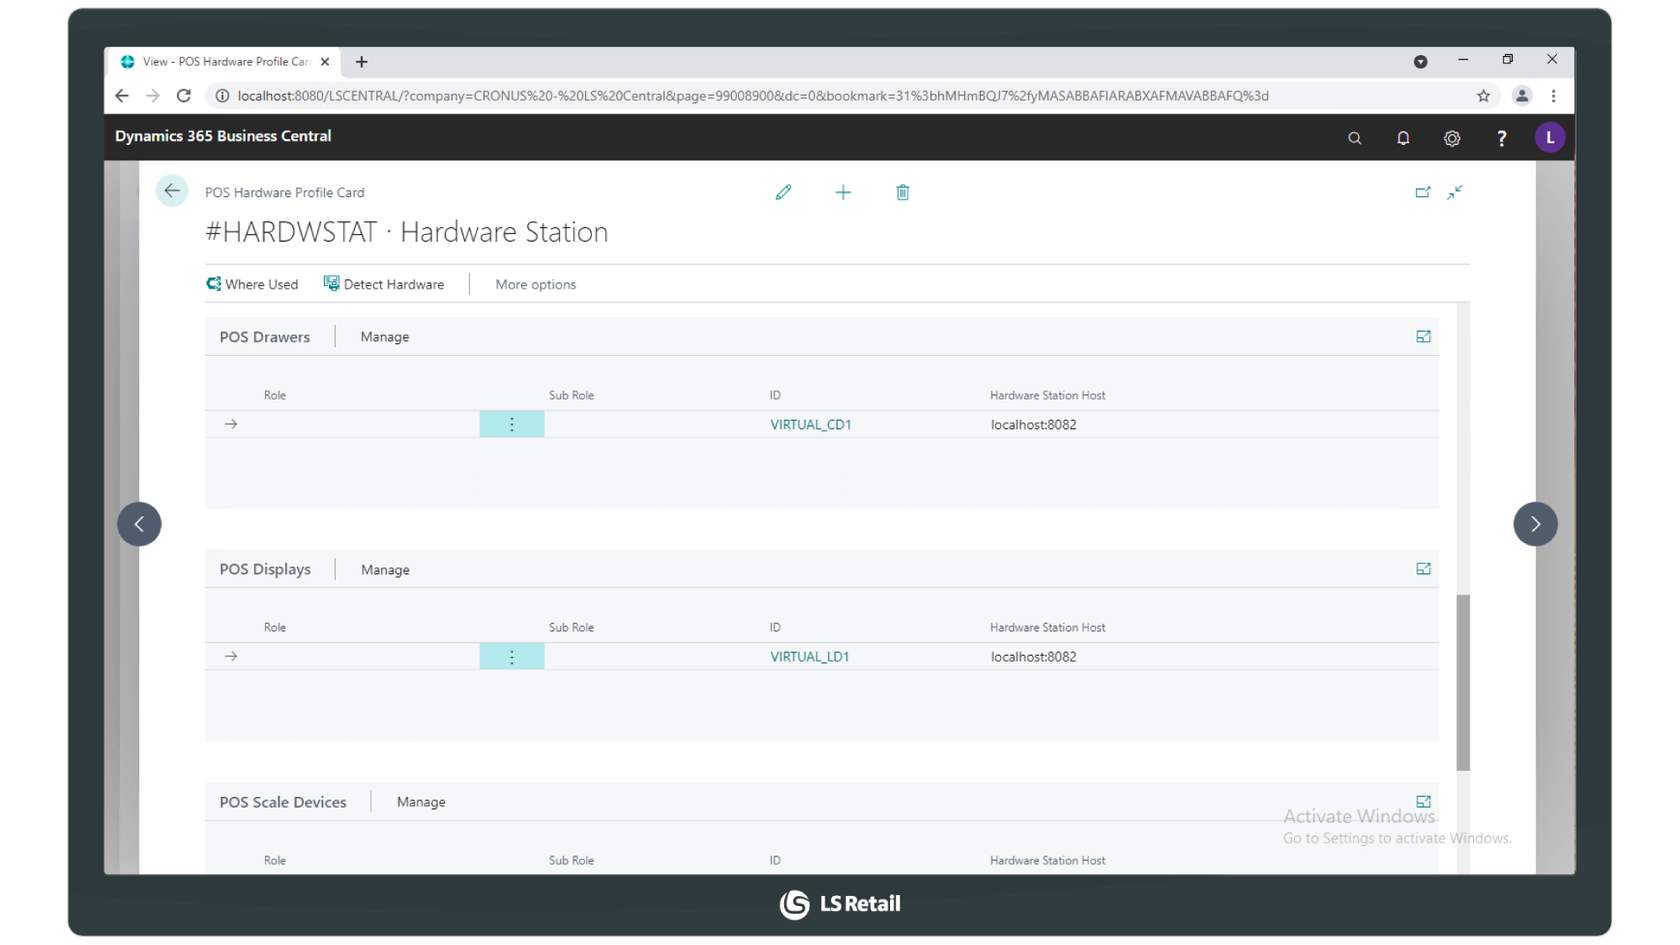 View - POS Hardware Profile Car
localhost:8080/LSCENTRAL/?company=CRONUS%20-%20LS%20Central&page=99008900&dc=0&bookmark=31%3bhMHmBQJ7%2fyMASABBAFIARABXAFMAVABBAFQ%3d
Dynamics 365 Business Central
? L
POS Hardware Profile Card
#HARDWSTAT · Hardware Station
Where Used Detect Hardware More options
POS Drawers Manage
Role Sub Role ID Hardware Station Host
VIRTUAL_CD1 localhost:8082
POS Displays Manage
Role Sub Role ID Hardware Station Host
VIRTUAL_LD1 localhost:8082
POS Scale Devices Manage
Activate Windows
Go to Settings to activate Windows.
Role Sub Role ID Hardware Station Host
LS Retail